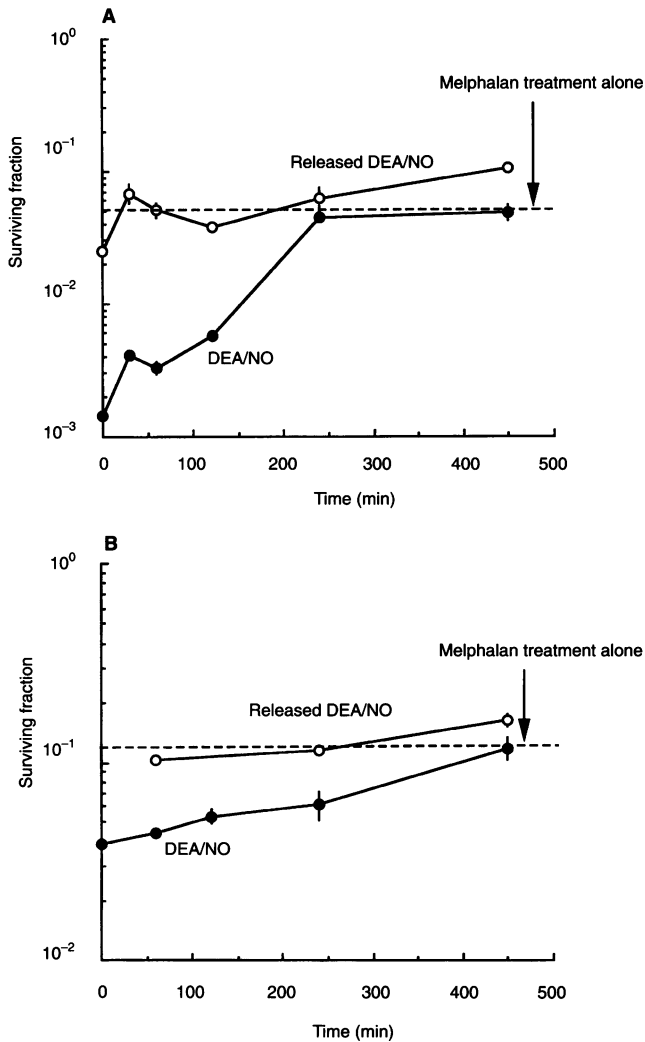 A
10⁰
Melphalan treatment alone
10⁻¹
Released DEA/NO
Surviving fraction
10⁻²
DEA/NO
10⁻³
0 100 200 300 400 500
Time (min)
B
10⁰
Melphalan treatment alone
Released DEA/NO
Surviving fraction
10⁻¹
DEA/NO
10⁻²
0 100 200 300 400 500
Time (min)